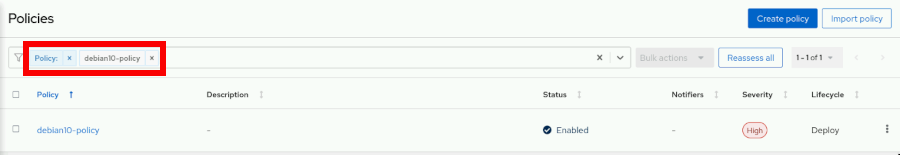 Policies
Create policy
Import policy
Policy: × debian10-policy ×
×
Bulk actions
Reassess all
1 - 1 of 1
Policy
Description
Status
Notifiers
Severity
Lifecycle
debian10-policy
-
Enabled
-
High
Deploy